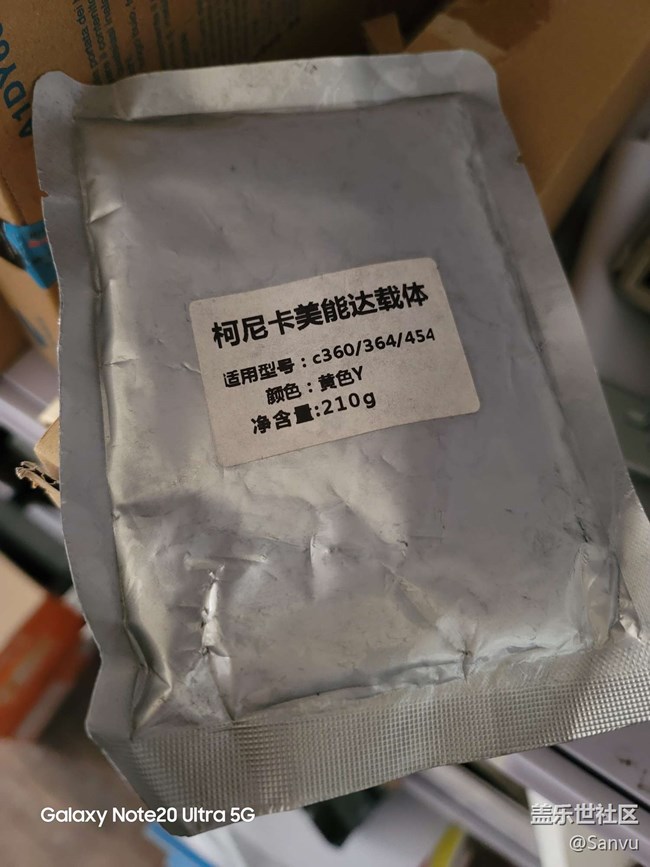 柯尼卡美能达载体
适用型号：c360/364/454
颜色：黄色Y
净含量:210g
Galaxy Note20 Ultra 5G
盖乐世社区
@Sanvu